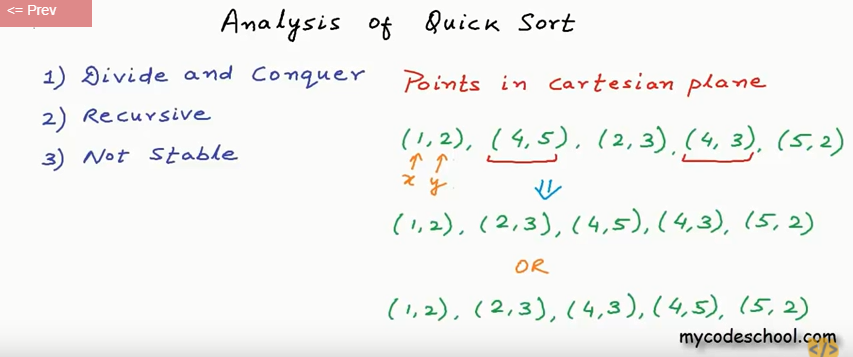 <= Prev
Analysis of Quick Sort
1) Divide and Conquer
2) Recursive
3) Not Stable
Points in cartesian plane
(1,2), (4,5), (2,3), (4,3), (5,2)
x y
⇓
(1,2), (2,3), (4,5), (4,3), (5,2)
OR
(1,2), (2,3), (4,3), (4,5), (5,2)
mycodeschool.com
</>